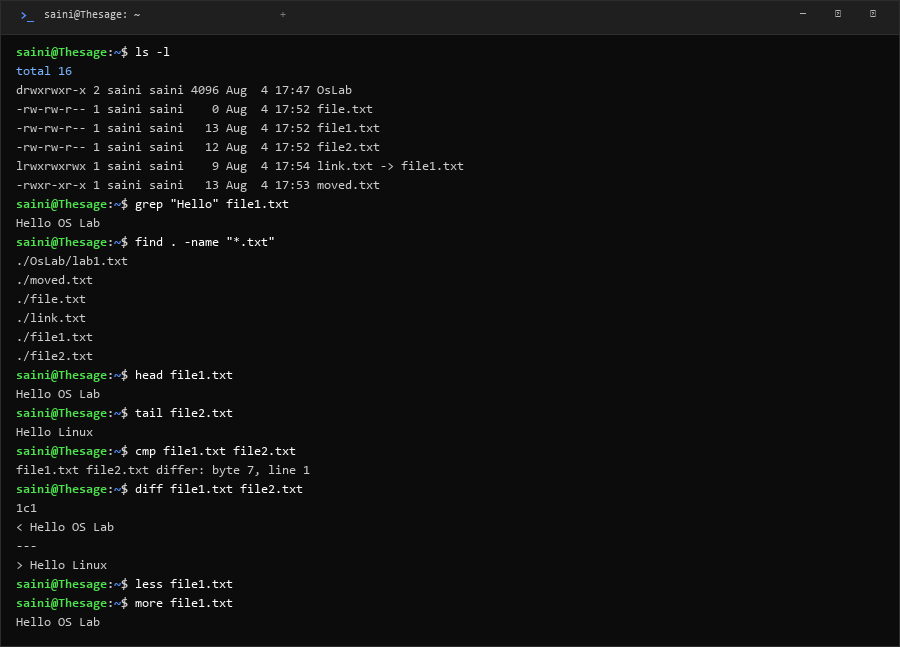 >_ saini@Thesage: ~ +
saini@Thesage:~$ ls -l
total 16
drwxrwxr-x 2 saini saini 4096 Aug  4 17:47 OsLab
-rw-rw-r-- 1 saini saini    0 Aug  4 17:52 file.txt
-rw-rw-r-- 1 saini saini   13 Aug  4 17:52 file1.txt
-rw-rw-r-- 1 saini saini   12 Aug  4 17:52 file2.txt
lrwxrwxrwx 1 saini saini    9 Aug  4 17:54 link.txt -> file1.txt
-rwxr-xr-x 1 saini saini   13 Aug  4 17:53 moved.txt
saini@Thesage:~$ grep "Hello" file1.txt
Hello OS Lab
saini@Thesage:~$ find . -name "*.txt"
./OsLab/lab1.txt
./moved.txt
./file.txt
./link.txt
./file1.txt
./file2.txt
saini@Thesage:~$ head file1.txt
Hello OS Lab
saini@Thesage:~$ tail file2.txt
Hello Linux
saini@Thesage:~$ cmp file1.txt file2.txt
file1.txt file2.txt differ: byte 7, line 1
saini@Thesage:~$ diff file1.txt file2.txt
1c1
< Hello OS Lab
---
> Hello Linux
saini@Thesage:~$ less file1.txt
saini@Thesage:~$ more file1.txt
Hello OS Lab